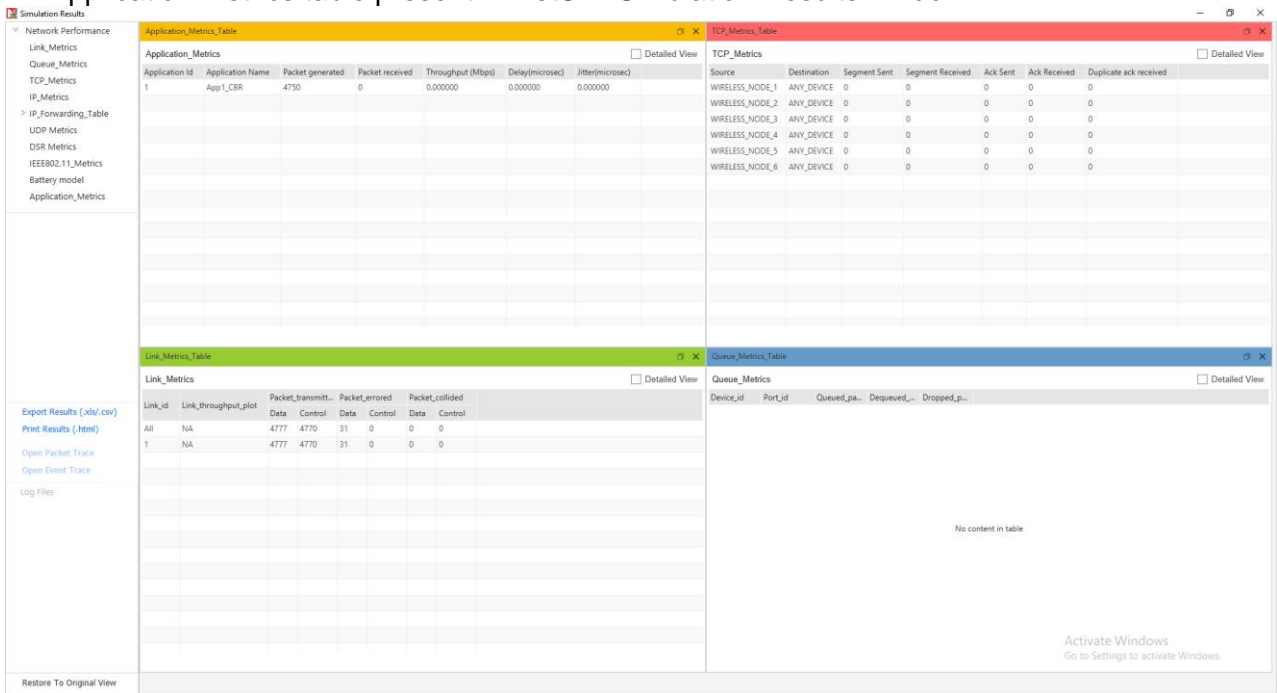 Simulation Results
Network Performance
Link_Metrics
Queue_Metrics
TCP_Metrics
IP_Metrics
> IP_Forwarding_Table
UDP Metrics
DSR Metrics
IEEE802.11_Metrics
Battery model
Application_Metrics
Export Results (.xls/.csv)
Print Results (.html)
Open Packet Trace
Open Event Trace
Log Files
Restore To Original View
Application_Metrics_Table
Application_Metrics
Detailed View
Application Id Application Name Packet generated Packet received Throughput (Mbps) Delay(microsec) Jitter(microsec)
1 App1_CBR 4750 0 0.000000 0.000000 0.000000
TCP_Metrics_Table
TCP_Metrics
Detailed View
Source Destination Segment Sent Segment Received Ack Sent Ack Received Duplicate ack received
WIRELESS_NODE_1 ANY_DEVICE 0 0 0 0 0
WIRELESS_NODE_2 ANY_DEVICE 0 0 0 0 0
WIRELESS_NODE_3 ANY_DEVICE 0 0 0 0 0
WIRELESS_NODE_4 ANY_DEVICE 0 0 0 0 0
WIRELESS_NODE_5 ANY_DEVICE 0 0 0 0 0
WIRELESS_NODE_6 ANY_DEVICE 0 0 0 0 0
Link_Metrics_Table
Link_Metrics
Detailed View
Link_id Link_throughput_plot Packet_transmitt... Packet_errored Packet_collided
Data Control Data Control Data Control
All NA 4777 4770 31 0 0 0
1 NA 4777 4770 31 0 0 0
Queue_Metrics_Table
Queue_Metrics
Detailed View
Device_id Port_id Queued_pa... Dequeued_... Dropped_p...
No content in table
Activate Windows
Go to Settings to activate Windows.